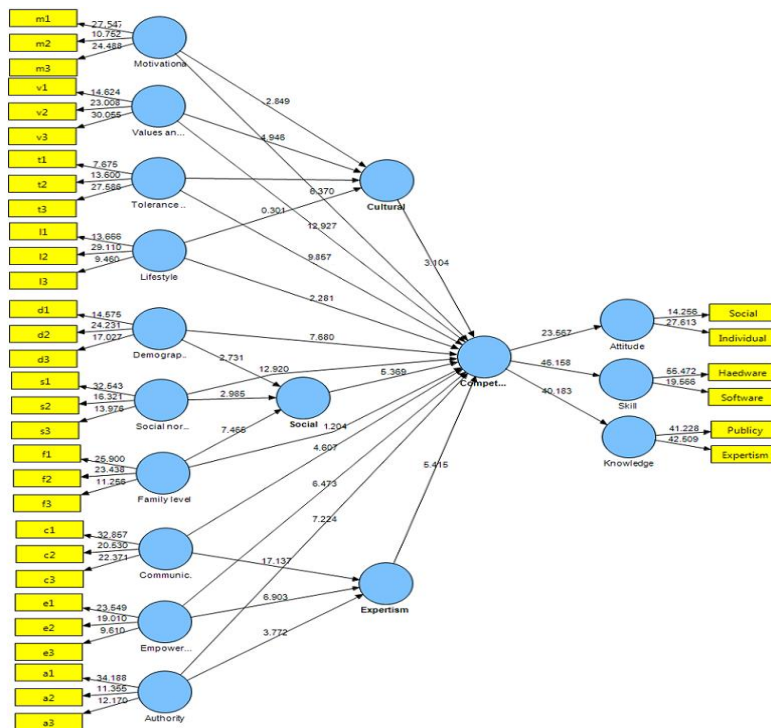 m1
27.547
m2
10.752
m3
24.488
Motivationa
v1
14.624
v2
23.008
v3
30.055
Values an...
t1
7.675
t2
13.600
t3
27.586
Tolerance ..
l1
13.666
l2
29.110
l3
9.460
Lifestyle
d1
14.575
d2
24.231
d3
17.027
Demograp..
s1
32.543
s2
16.321
s3
13.976
Social nor...
f1
25.900
f2
23.438
f3
11.256
Family level
c1
32.857
c2
20.530
c3
22.371
Communic.
e1
23.549
e2
19.010
e3
9.610
Empower...
a1
34.188
a2
11.355
a3
12.170
Authority
2.849
4.946
6.370
0.301
12.927
9.867
2.281
Cultural
3.104
7.680
2.731
12.920
2.985
7.466
Social
5.369
1.204
4.607
6.473
7.224
17.137
6.903
3.772
Expertism
5.415
Compet...
23.567
46.158
40.183
Attitude
14.256
Social
27.613
Individual
Skill
55.472
Haedware
19.566
Software
Knowledge
41.228
Publicy
42.509
Expertism